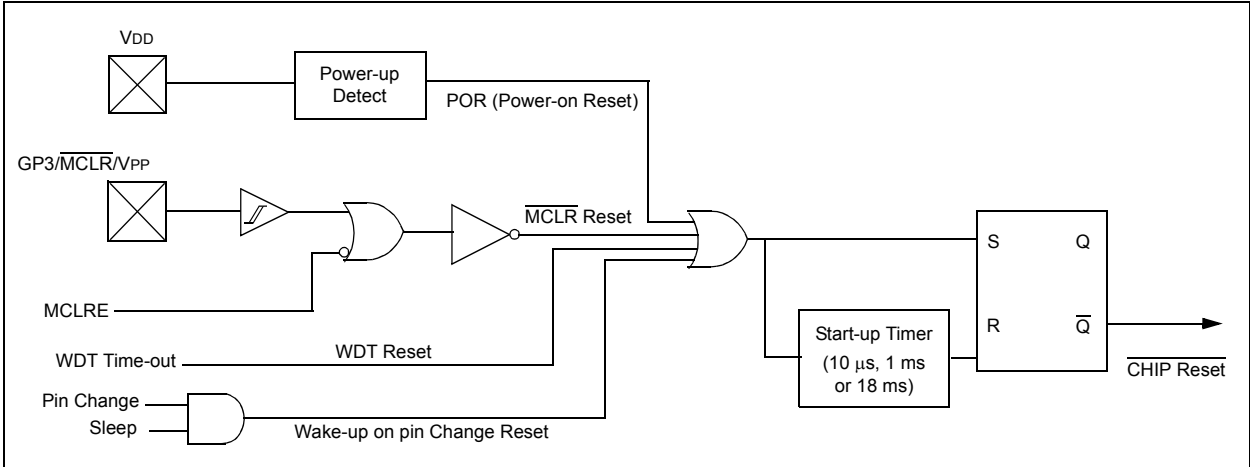 VDD
Power-up
Detect
POR (Power-on Reset)
GP3/MCLR/VPP
MCLR Reset
MCLRE
WDT Time-out
WDT Reset
Pin Change
Sleep
Wake-up on pin Change Reset
S
Q
R
Q
Start-up Timer
(10 μs, 1 ms
or 18 ms)
CHIP Reset